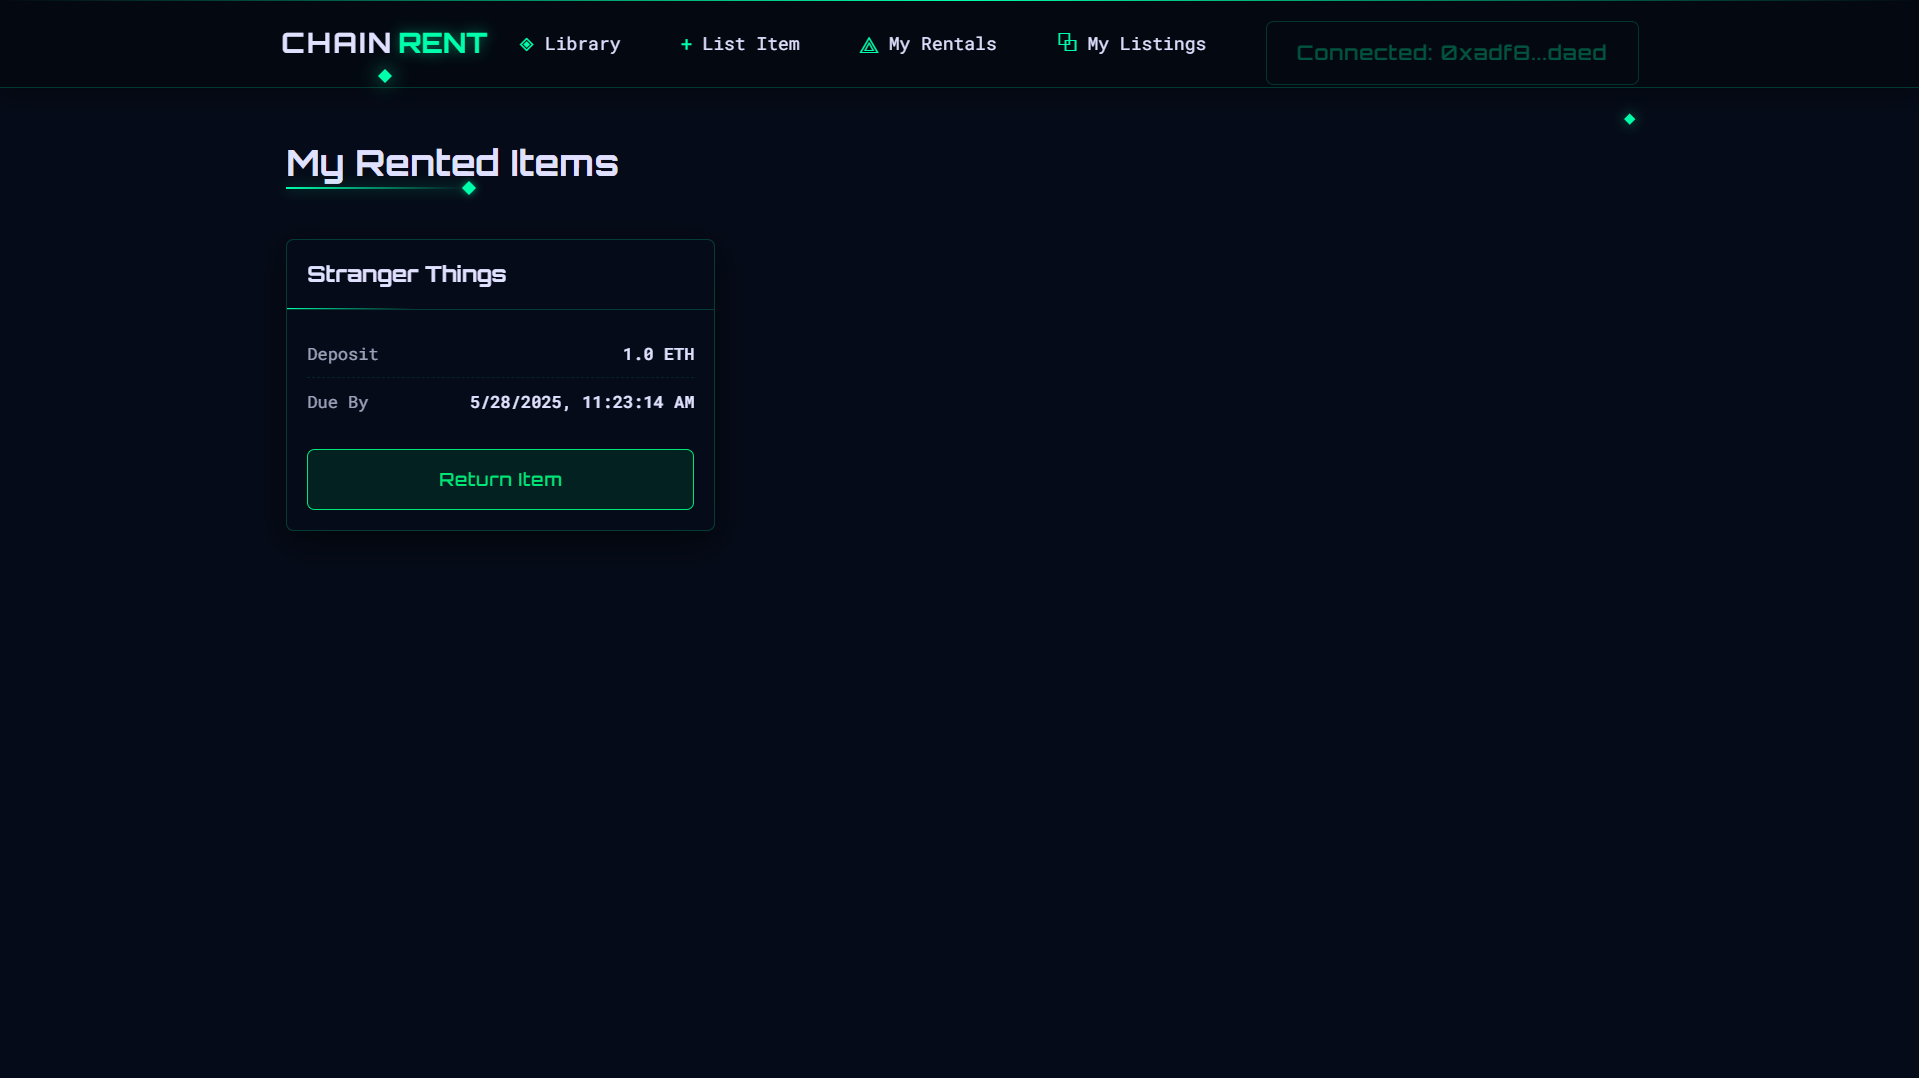 CHAIN RENT
Library
+ List Item
My Rentals
My Listings
Connected: 0xadf8...daed
My Rented Items
Stranger Things
Deposit 1.0 ETH
Due By 5/28/2025, 11:23:14 AM
Return Item